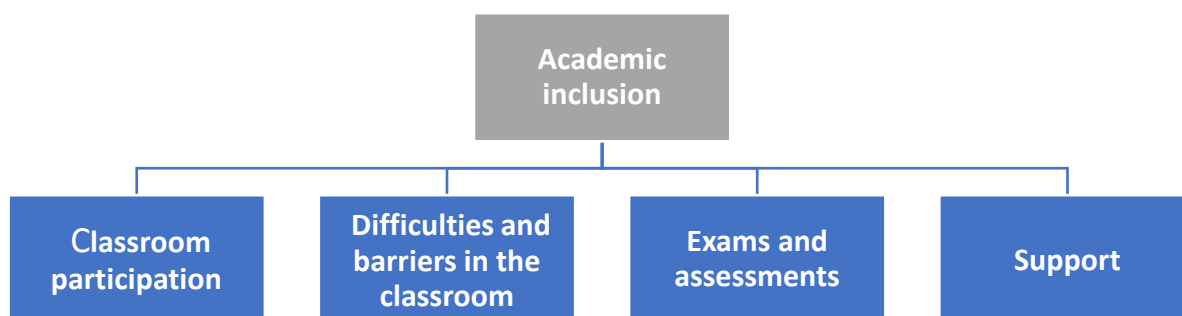 Academic
inclusion
Classroom
participation
Difficulties and
barriers in the
classroom
Exams and
assessments
Support